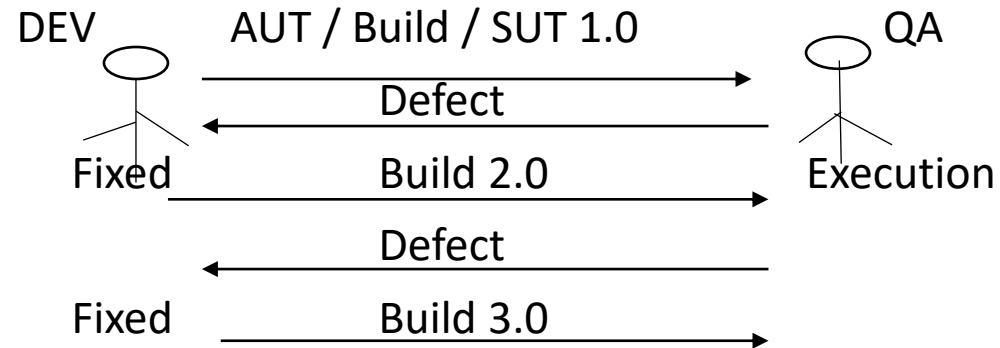 DEV AUT / Build / SUT 1.0 QA
Defect
Fixed Build 2.0 Execution
Defect
Fixed Build 3.0